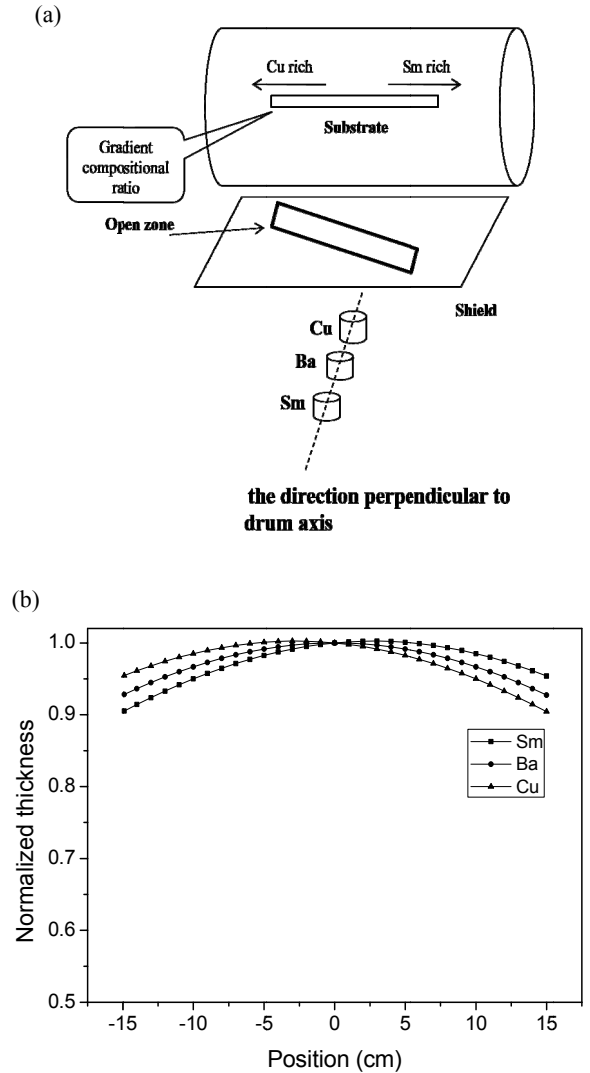 (a)
Cu rich
Sm rich
Substrate
Gradient
compositional
ratio
Open zone
Shield
Cu
Ba
Sm
the direction perpendicular to
drum axis
(b)
1.0
0.9
0.8
0.7
0.6
0.5
Normalized thickness
Sm
Ba
Cu
-15
-10
-5
0
5
10
15
Position (cm)